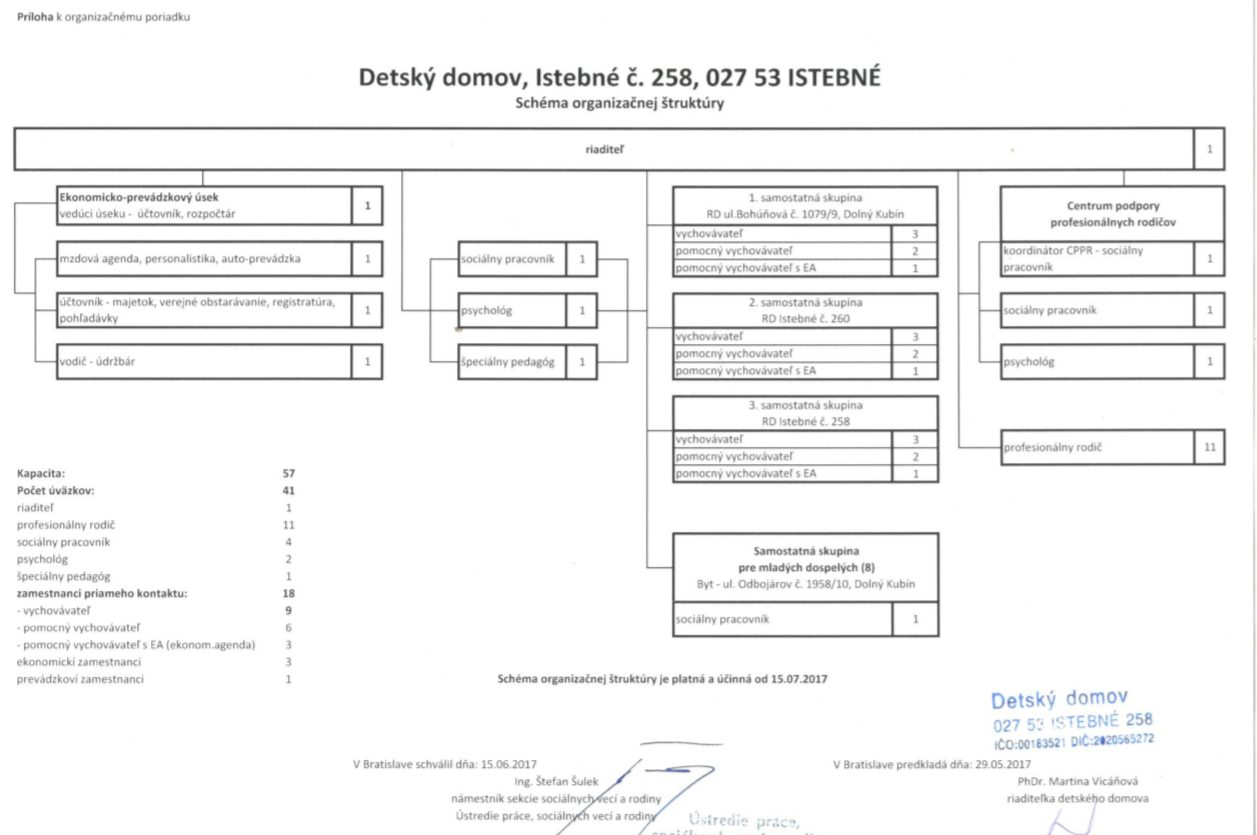 Príloha k organizačnému poriadku
Detský domov, Istebné č. 258, 027 53 ISTEBNÉ
Schéma organizačnej štruktúry
riaditeľ 1
Ekonomicko-prevádzkový úsek
vedúci úseku - účtovník, rozpočtár 1
mzdová agenda, personalistika, auto-prevádzka 1
účtovník - majetok, verejné obstarávanie, registratúra,
pohľadávky 1
vodič - údržbár 1
sociálny pracovník 1
psychológ 1
špeciálny pedagóg 1
1. samostatná skupina
RD ul.Bohúňová č. 1079/9, Dolný Kubín
vychovávateľ 3
pomocný vychovávateľ 2
pomocný vychovávateľ s EA 1
2. samostatná skupina
RD Istebné č. 260
vychovávateľ 3
pomocný vychovávateľ 2
pomocný vychovávateľ s EA 1
3. samostatná skupina
RD Istebné č. 258
vychovávateľ 3
pomocný vychovávateľ 2
pomocný vychovávateľ s EA 1
Samostatná skupina
pre mladých dospelých (8)
Byt - ul. Odbojárov č. 1958/10, Dolný Kubín
sociálny pracovník 1
Centrum podpory
profesionálnych rodičov
koordinátor CPPR - sociálny
pracovník 1
sociálny pracovník 1
psychológ 1
profesionálny rodič 11
Kapacita: 57
Počet úväzkov: 41
riaditeľ 1
profesionálny rodič 11
sociálny pracovník 4
psychológ 2
špeciálny pedagóg 1
zamestnanci priameho kontaktu: 18
- vychovávateľ 9
- pomocný vychovávateľ 6
- pomocný vychovávateľ s EA (ekonom.agenda) 3
ekonomickí zamestnanci 3
prevádzkoví zamestnanci 1
Schéma organizačnej štruktúry je platná a účinná od 15.07.2017
Detský domov
027 53 ISTEBNÉ 258
IČO:00183521 DIČ:2020565272
V Bratislave schválil dňa: 15.06.2017
Ing. Štefan Šulek
námestník sekcie sociálnych vecí a rodiny
Ústredie práce, sociálnych vecí a rodiny
Ústredie práce,
V Bratislave predkladá dňa: 29.05.2017
PhDr. Martina Vicáňová
riaditeľka detského domova